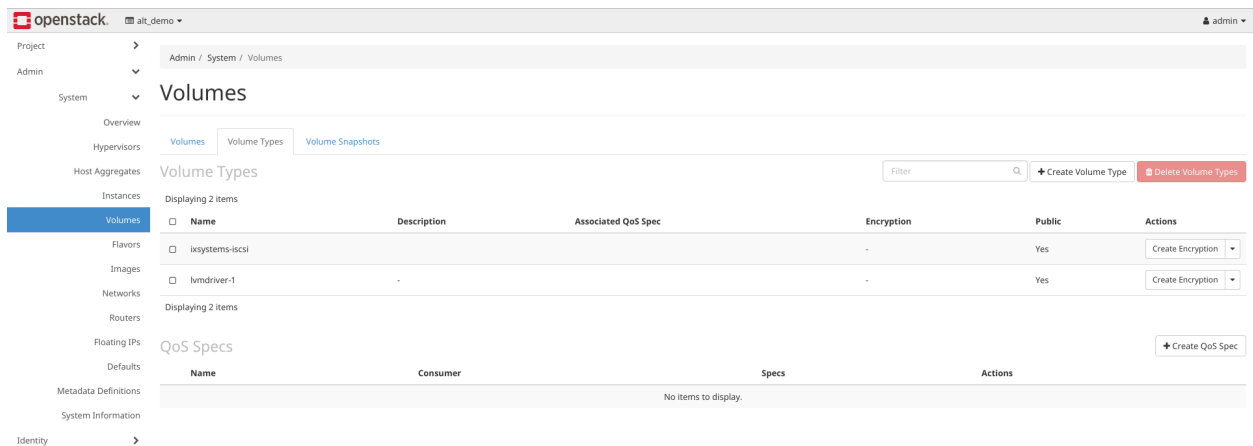 openstack. alt_demo admin
Project
Admin
System
Overview
Hypervisors
Host Aggregates
Instances
Volumes
Flavors
Images
Networks
Routers
Floating IPs
Defaults
Metadata Definitions
System Information
Identity
Admin / System / Volumes
Volumes
Volumes Volume Types Volume Snapshots
Volume Types Filter Create Volume Type Delete Volume Types
Displaying 2 items
Name Description Associated QoS Spec Encryption Public Actions
ixsystems-iscsi - Yes Create Encryption
lvmdriver-1 - - Yes Create Encryption
Displaying 2 items
QoS Specs Create QoS Spec
Name Consumer Specs Actions
No items to display.